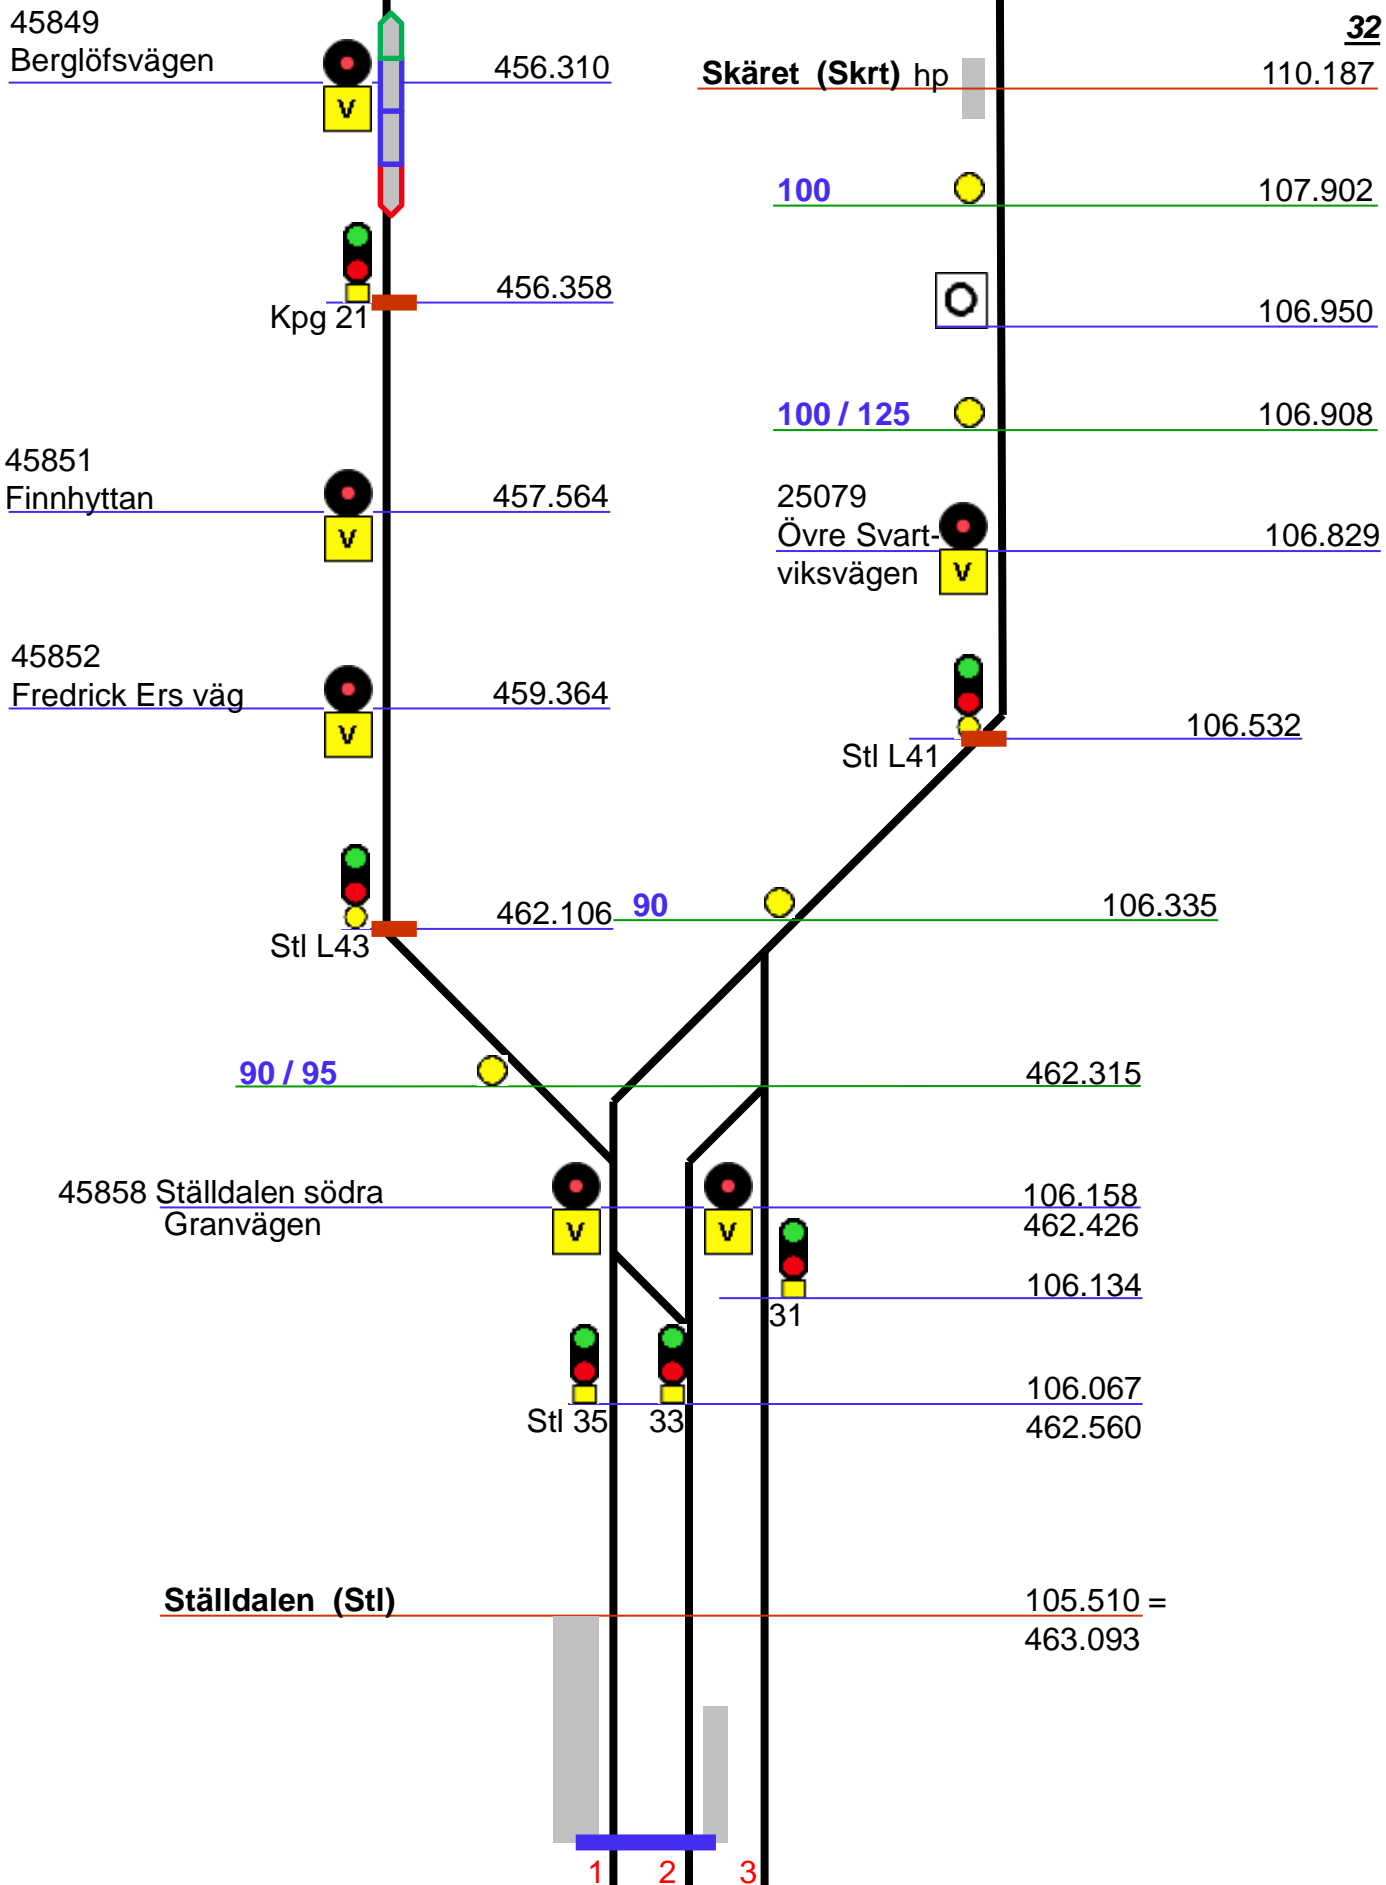 32
45849
Berglöfsvägen
456.310
Skäret (Skrt) hp
110.187
V
100
107.902
456.358
Kpg 21
O
106.950
100 / 125
106.908
45851
Finnhyttan
457.564
V
25079
Övre Svart-
viksvägen
106.829
V
45852
Fredrick Ers väg
459.364
V
Stl L41
106.532
462.106
Stl L43
90
106.335
90 / 95
462.315
45858 Ställdalen södra
Granvägen
V
V
106.158
462.426
106.134
31
106.067
462.560
Stl 35
33
Ställdalen (Stl)
105.510 =
463.093
1
2
3